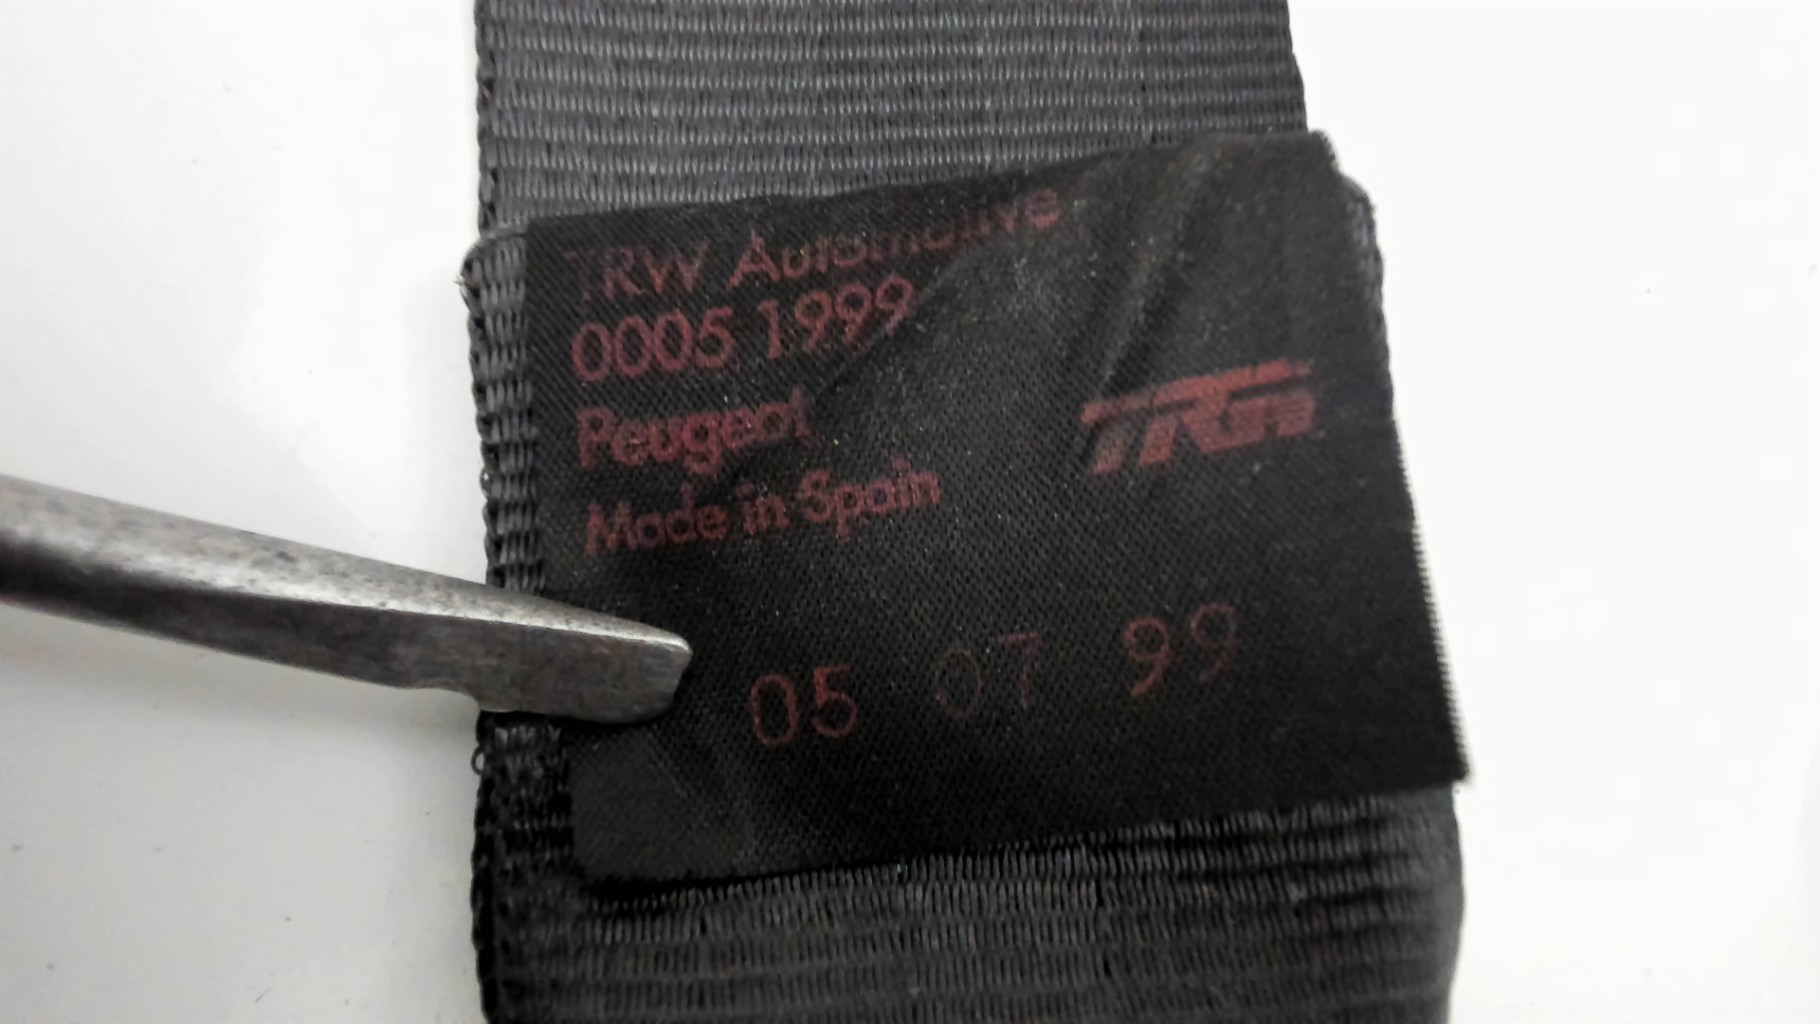 TRW Automotive
0005 1999
Peugeot
Made in Spain
TRW
05 07 99